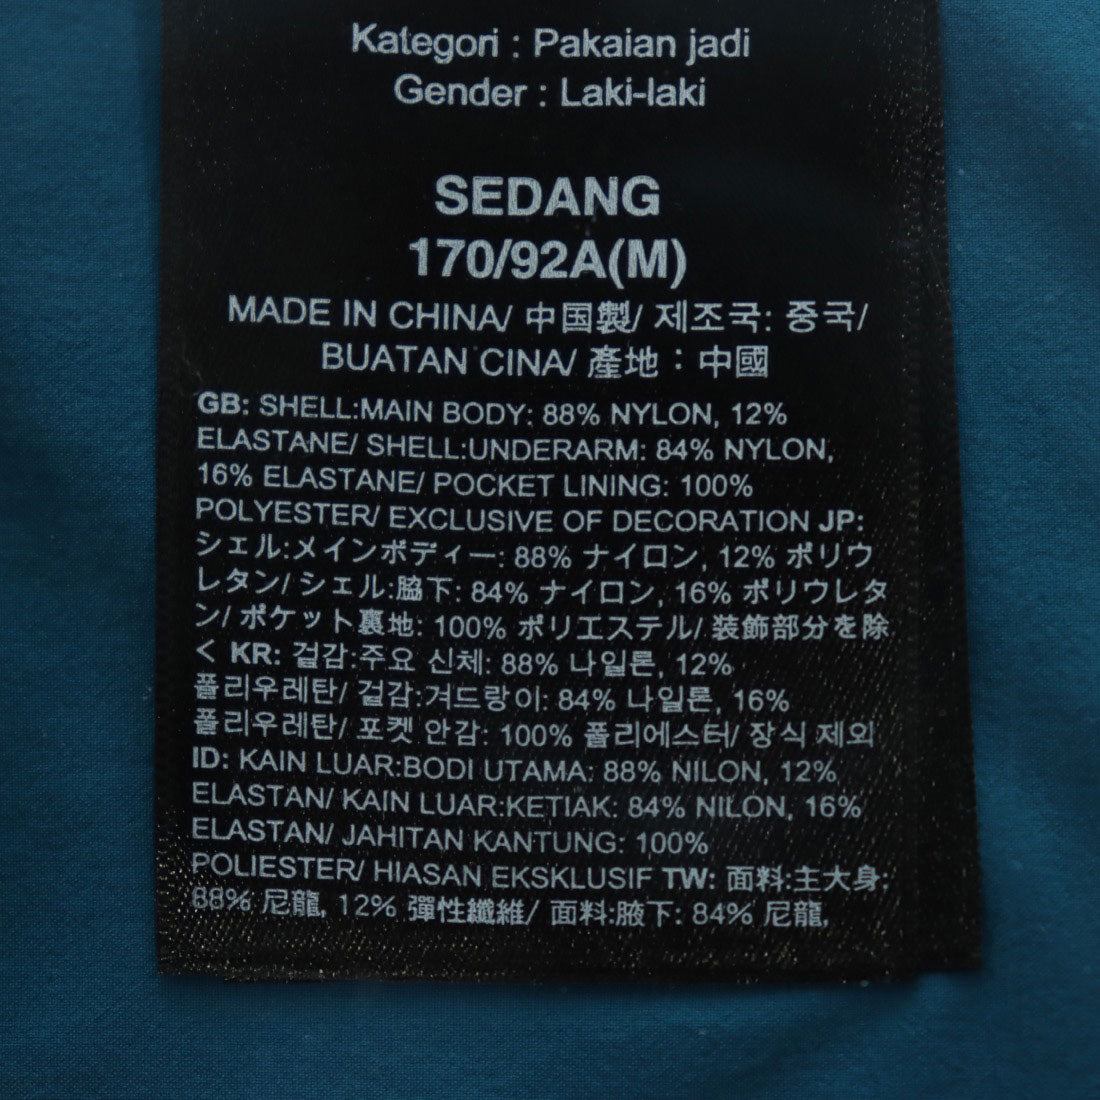 Kategori : Pakaian jadi
Gender : Laki-laki
SEDANG
170/92A(M)
MADE IN CHINA/ 中国製/ 제조국: 중국/
BUATAN CINA/ 產地：中國
GB: SHELL:MAIN BODY: 88% NYLON, 12%
ELASTANE/ SHELL:UNDERARM: 84% NYLON,
16% ELASTANE/ POCKET LINING: 100%
POLYESTER/ EXCLUSIVE OF DECORATION JP:
シェル:メインボディー: 88% ナイロン, 12% ポリウ
レタン/ シェル:脇下: 84% ナイロン, 16% ポリウレタ
ン/ ポケット裏地: 100% ポリエステル/ 装飾部分を除
く KR: 겉감:주요 신체: 88% 나일론, 12%
폴리우레탄/ 겉감:겨드랑이: 84% 나일론, 16%
폴리우레탄/ 포켓 안감: 100% 폴리에스터/ 장식 제외
ID: KAIN LUAR:BODI UTAMA: 88% NILON, 12%
ELASTAN/ KAIN LUAR:KETIAK: 84% NILON, 16%
ELASTAN/ JAHITAN KANTUNG: 100%
POLIESTER/ HIASAN EKSKLUSIF TW: 面料:主大身:
88% 尼龍, 12% 彈性纖維/ 面料:腋下: 84% 尼龍,